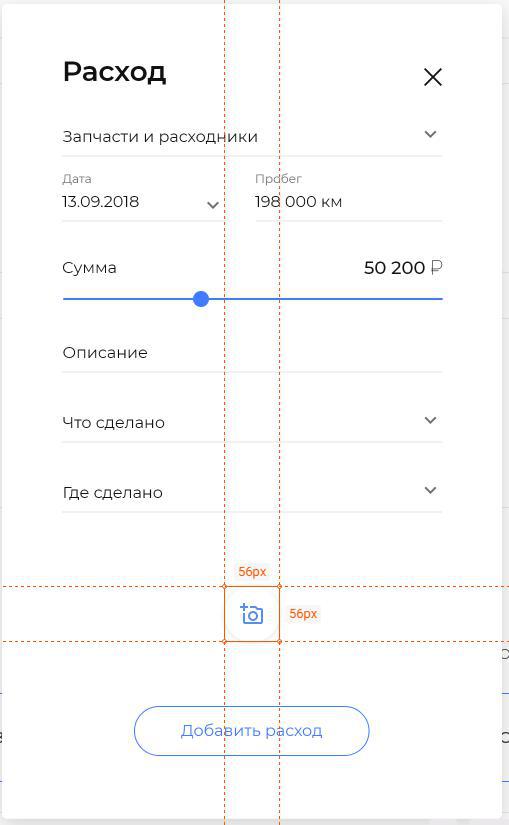 Расход
Запчасти и расходники
Дата
Пробег
13.09.2018
198 000 км
Сумма
50 200 ₽
Описание
Что сделано
Где сделано
56px
56px
Добавить расход